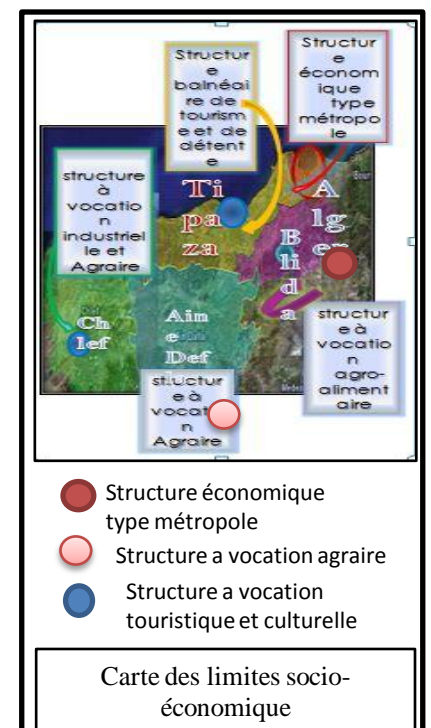 Structur
e
balnéai
re de
tourism
e et de
détent
e
Structur
e
économ
ique
type
métropo
le
structure
à
vocatio
n
industriel
le et
Agraire
Ti
pa
za
A
lg
er
B
li
d
a
Ch
lef
Ain
e
Def
structur
e à
vocatio
n
agro-
aliment
aire
structur
e à
vocat
n
Agraire
Structure économique
type métropole
Structure a vocation agraire
Structure a vocation
touristique et culturelle
Carte des limites socio-
économique